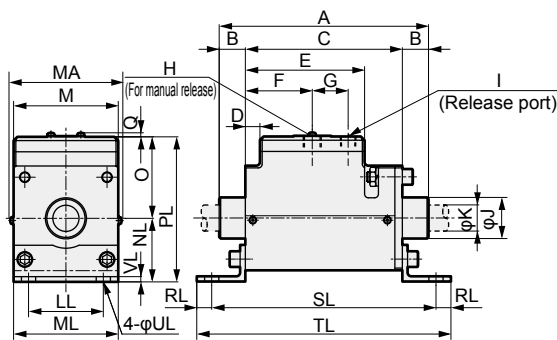 A
B
C
B
E
F
G
D
H
(For manual release)
I
(Release port)
MA
M
Q
O
PL
NL
VL
LL
ML
4-φUL
φK
φJ
RL
SL
RL
TL